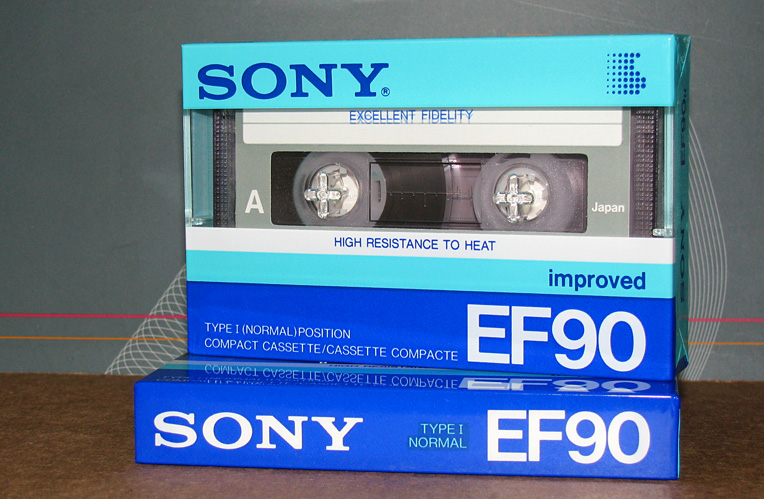 SONY®
EXCELLENT FIDELITY
A
Japan
HIGH RESISTANCE TO HEAT
improved
TYPE I (NORMAL) POSITION
COMPACT CASSETTE/CASSETTE COMPACTE
EF90
SONY
TYPE I
NORMAL
EF90